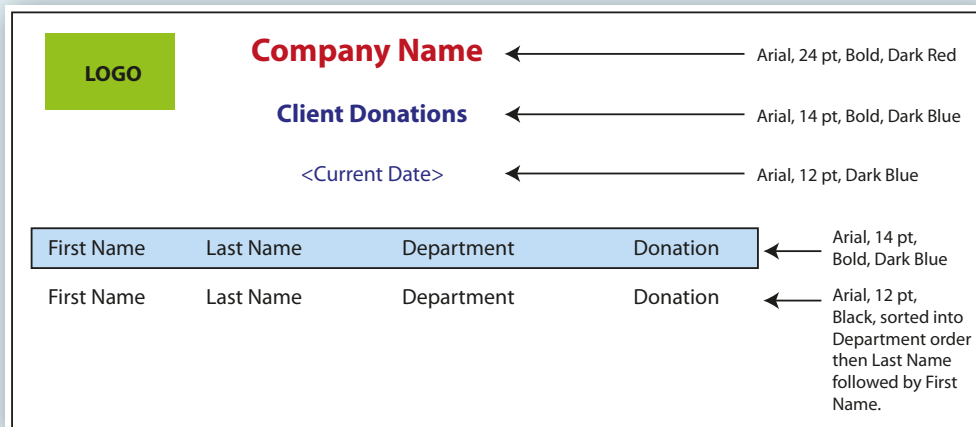 LOGO
Company Name
Arial, 24 pt, Bold, Dark Red
Client Donations
Arial, 14 pt, Bold, Dark Blue
<Current Date>
Arial, 12 pt, Dark Blue
First Name Last Name Department Donation
Arial, 14 pt,
Bold, Dark Blue
First Name Last Name Department Donation
Arial, 12 pt,
Black, sorted into
Department order
then Last Name
followed by First
Name.